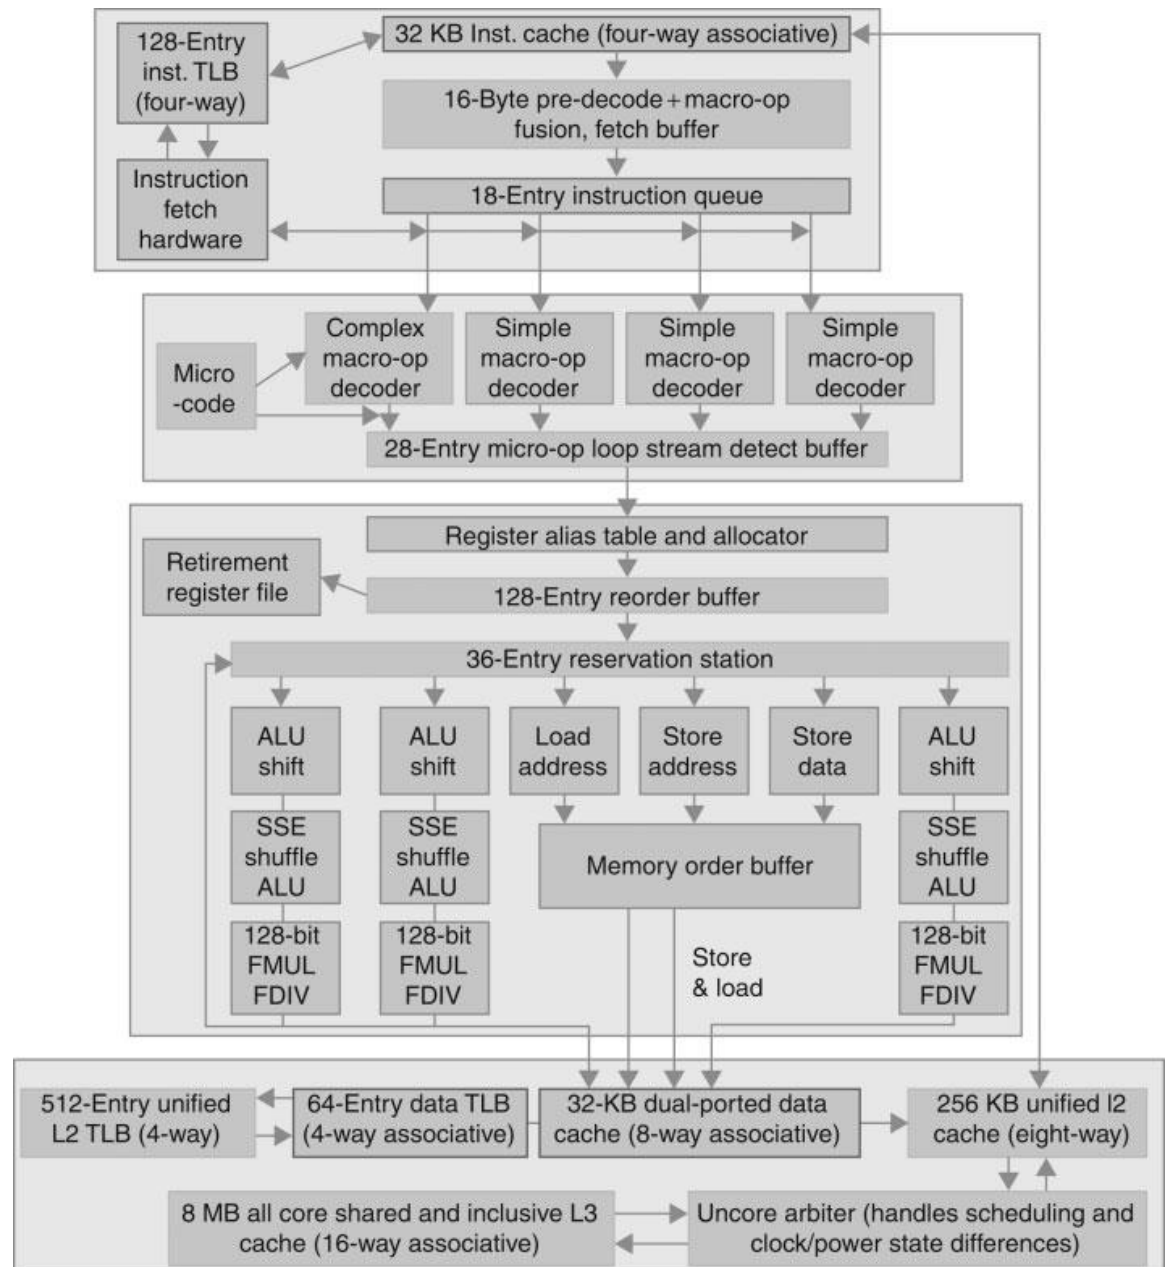 128-Entry
inst. TLB
(four-way)
32 KB Inst. cache (four-way associative)
16-Byte pre-decode+macro-op
fusion, fetch buffer
Instruction
fetch
hardware
18-Entry instruction queue
Micro
-code
Complex
macro-op
decoder
Simple
macro-op
decoder
Simple
macro-op
decoder
Simple
macro-op
decoder
28-Entry micro-op loop stream detect buffer
Register alias table and allocator
Retirement
register file
128-Entry reorder buffer
36-Entry reservation station
ALU
shift
ALU
shift
Load
address
Store
address
Store
data
ALU
shift
SSE
shuffle
ALU
SSE
shuffle
ALU
Memory order buffer
SSE
shuffle
ALU
128-bit
FMUL
FDIV
128-bit
FMUL
FDIV
Store
& load
128-bit
FMUL
FDIV
512-Entry unified
L2 TLB (4-way)
64-Entry data TLB
(4-way associative)
32-KB dual-ported data
cache (8-way associative)
256 KB unified l2
cache (eight-way)
8 MB all core shared and inclusive L3
cache (16-way associative)
Uncore arbiter (handles scheduling and
clock/power state differences)